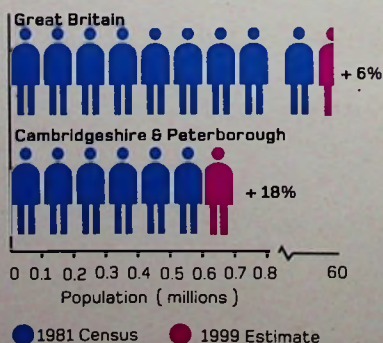 Great Britain
+ 6%
Cambridgeshire & Peterborough
+ 18%
0 0.1 0.2 0.3 0.4 0.5 0.6 0.7 0.8 60
Population ( millions )
1981 Census 1999 Estimate